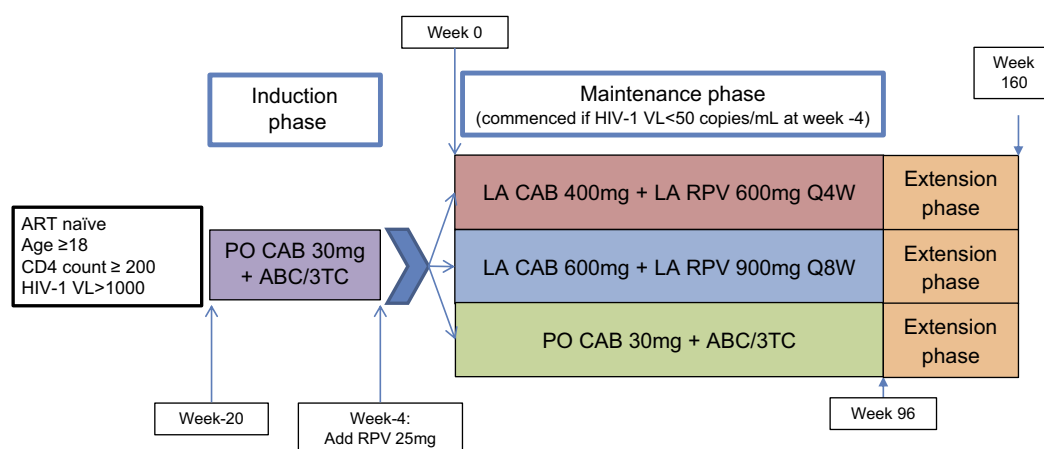 Week 0
Week
160
Induction
phase
Maintenance phase
(commenced if HIV-1 VL<50 copies/mL at week -4)
ART naïve
Age ≥18
CD4 count ≥ 200
HIV-1 VL>1000
PO CAB 30mg
+ ABC/3TC
LA CAB 400mg + LA RPV 600mg Q4W
Extension
phase
LA CAB 600mg + LA RPV 900mg Q8W
Extension
phase
PO CAB 30mg + ABC/3TC
Extension
phase
Week-20
Week-4:
Add RPV 25mg
Week 96